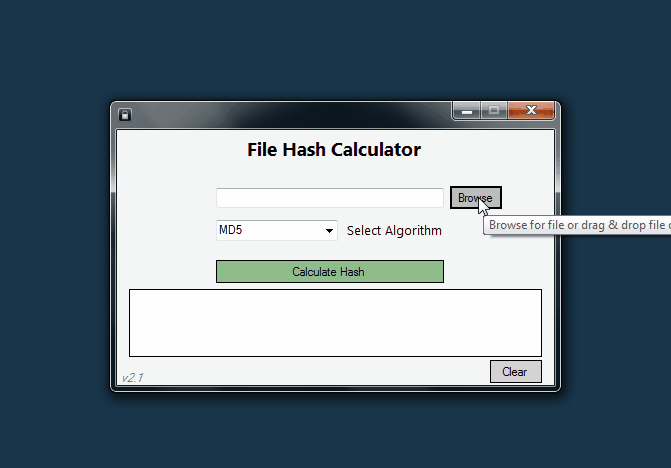 File Hash Calculator
Browse
Browse for file or drag & drop file
MD5
Select Algorithm
Calculate Hash
Clear
v2.1